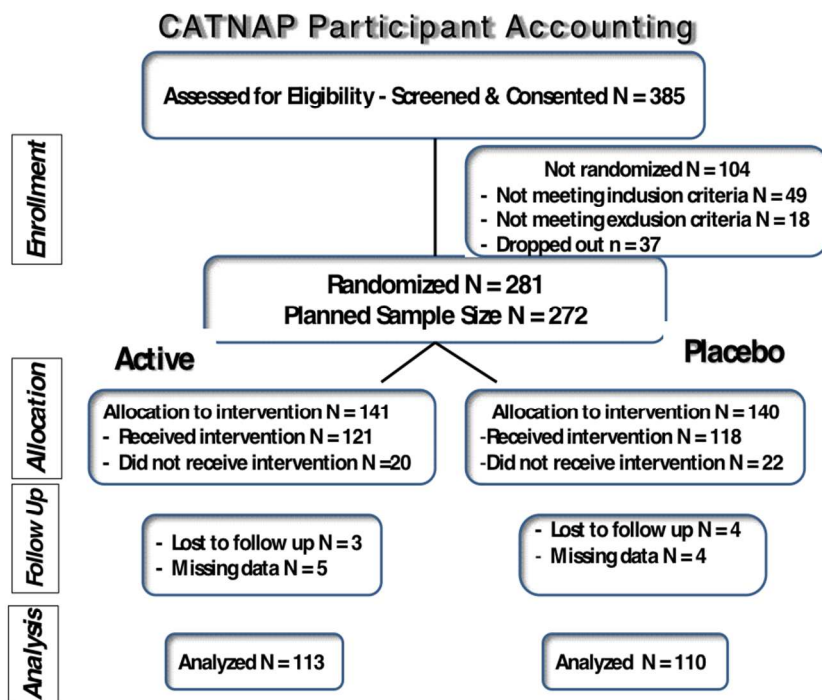 CATNAP Participant Accounting
Assessed for Eligibility - Screened & Consented N = 385
Enrollment
Not randomized N = 104
- Not meeting inclusion criteria N = 49
- Not meeting exclusion criteria N = 18
- Dropped out n = 37
Randomized N = 281
Planned Sample Size N = 272
Active
Placebo
Allocation
Allocation to intervention N = 141
- Received intervention N = 121
- Did not receive intervention N =20
Allocation to intervention N = 140
-Received intervention N = 118
-Did not receive intervention N = 22
Follow Up
- Lost to follow up N = 3
- Missing data N = 5
- Lost to follow up N = 4
- Missing data N = 4
Analysis
Analyzed N = 113
Analyzed N = 110